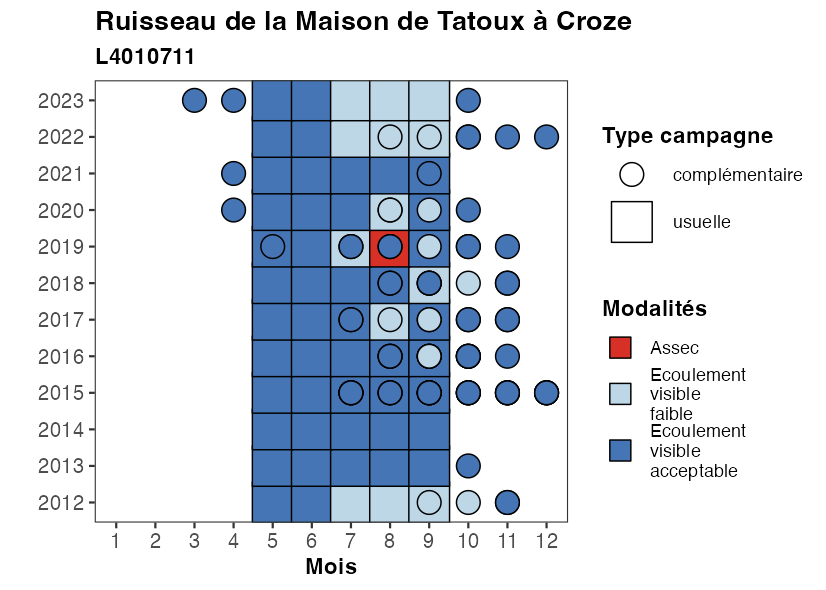 Ruisseau de la Maison de Tatoux à Croze
L4010711
2023
2022
2021
2020
2019
2018
2017
2016
2015
2014
2013
2012
1 2 3 4 5 6 7 8 9 10 11 12
Mois
Type campagne
complémentaire
usuelle
Modalités
Assec
Ecoulement
visible
faible
Ecoulement
visible
acceptable